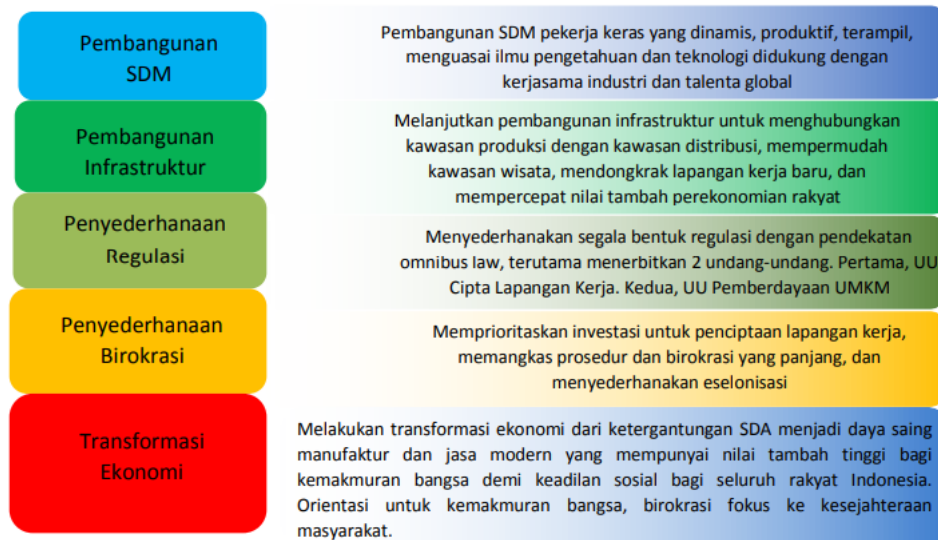 Pembangunan
SDM
Pembangunan SDM pekerja keras yang dinamis, produktif, terampil,
menguasai ilmu pengetahuan dan teknologi didukung dengan
kerjasama industri dan talenta global
Pembangunan
Infrastruktur
Melanjutkan pembangunan infrastruktur untuk menghubungkan
kawasan produksi dengan kawasan distribusi, mempermudah
kawasan wisata, mendongkrak lapangan kerja baru, dan
mempercepat nilai tambah perekonomian rakyat
Penyederhanaan
Regulasi
Menyederhanakan segala bentuk regulasi dengan pendekatan
omnibus law, terutama menerbitkan 2 undang-undang. Pertama, UU
Cipta Lapangan Kerja. Kedua, UU Pemberdayaan UMKM
Penyederhanaan
Birokrasi
Memprioritaskan investasi untuk penciptaan lapangan kerja,
memangkas prosedur dan birokrasi yang panjang, dan
menyederhanakan eselonisasi
Transformasi
Ekonomi
Melakukan transformasi ekonomi dari ketergantungan SDA menjadi daya saing
manufaktur dan jasa modern yang mempunyai nilai tambah tinggi bagi
kemakmuran bangsa demi keadilan sosial bagi seluruh rakyat Indonesia.
Orientasi untuk kemakmuran bangsa, birokrasi fokus ke kesejahteraan
masyarakat.